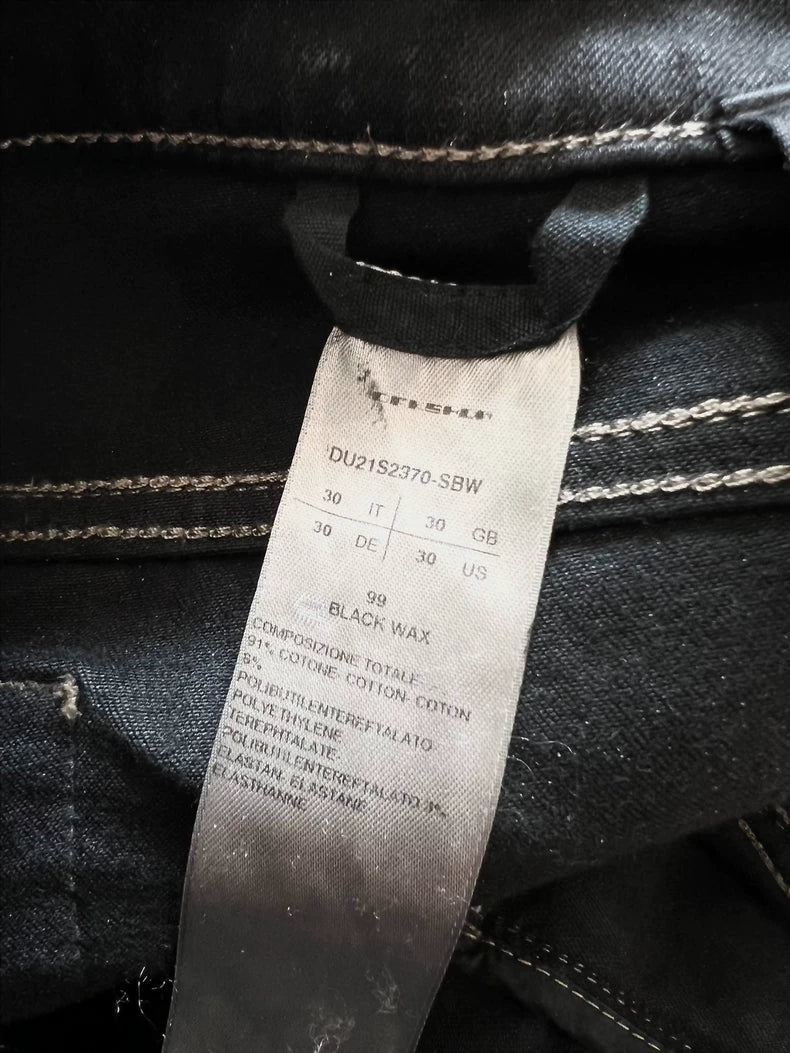 DU21S2370-SBW
30 IT 30 GB
30 DE 30 US
99
BLACK WAX
COMPOSIZIONE TOTALE
91% COTONE- COTTON- COTON
8%
POLIBUTILENTEREFTALATO-
POLYETHYLENE
TEREPHTALATE-
POLIBUTILENTEREFTALATO 1%
ELASTAN- ELASTANE-
ELASTHANNE